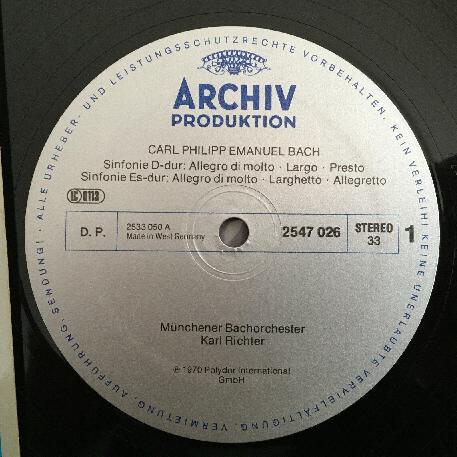 ALLE URHEBER- UND LEISTUNGSSCHUTZRECHTE VORBEHALTEN. KEIN VERLEIH! KEINE UNERLAUBTE VERVIELFÄLTIGUNG, VERMIETUNG, AUFFÜHRUNG, SENDUNG!
ARCHIV
PRODUKTION
CARL PHILIPP EMANUEL BACH
Sinfonie D-dur: Allegro di molto · Largo · Presto
Sinfonie Es-dur: Allegro di molto · Larghetto · Allegretto
D. P.
2533 050 A
Made in West Germany
2547 026
STEREO
33
1
Münchener Bachorchester
Karl Richter
℗ 1970 Polydor International
GmbH